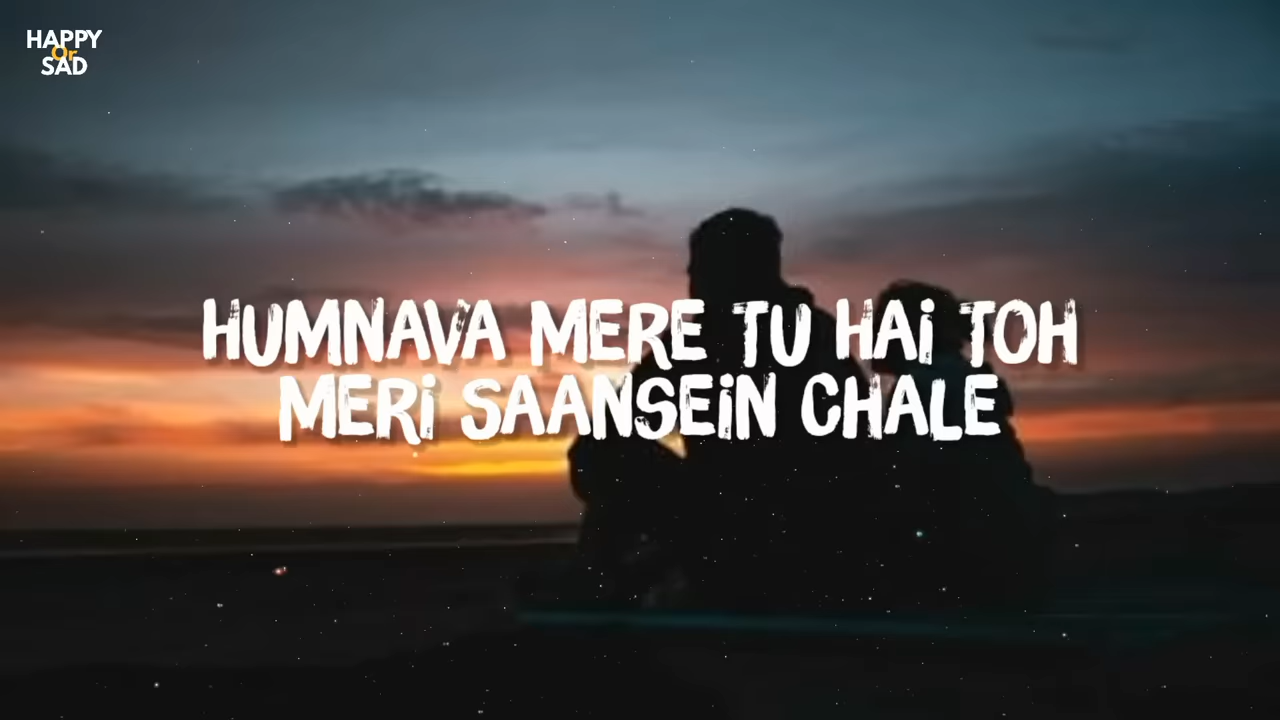 HAPPY
Or
SAD
HUMNAVA MERE TU HAi TOH
MERi SAANSEiN CHALE